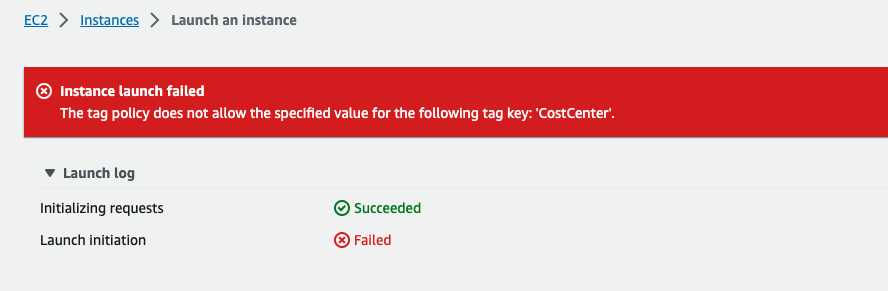 EC2 > Instances > Launch an instance
Instance launch failed
The tag policy does not allow the specified value for the following tag key: 'CostCenter'.
Launch log
Initializing requests Succeeded
Launch initiation Failed